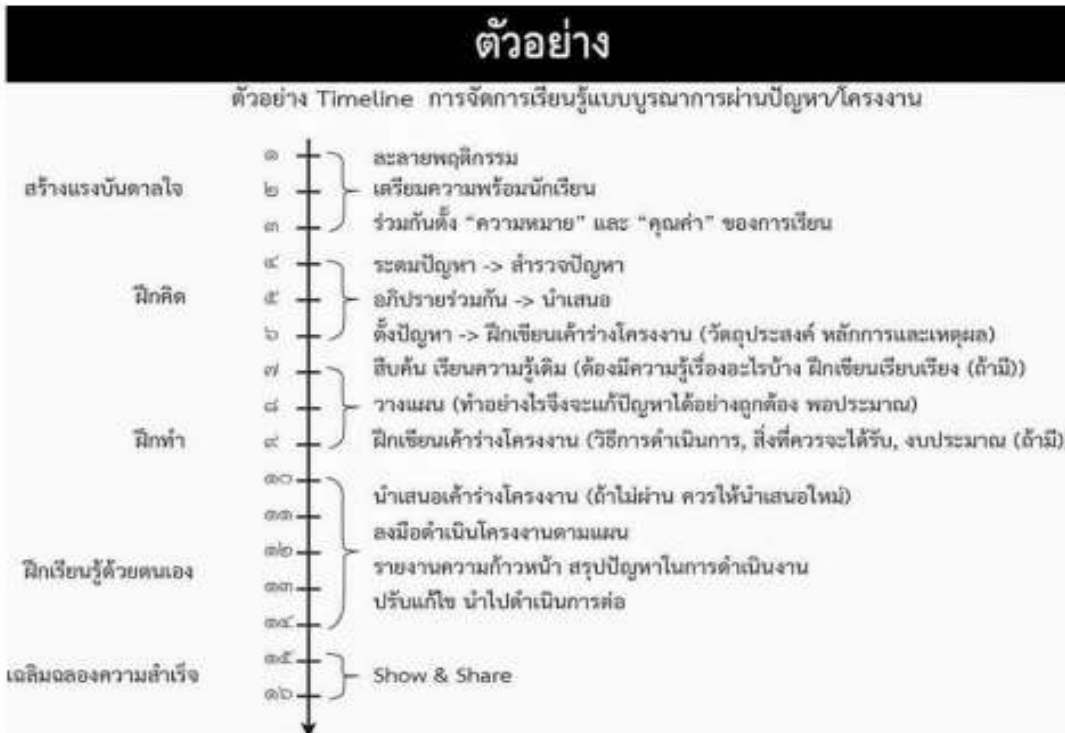 ตัวอย่าง
ตัวอย่าง Timeline การจัดการเรียนรู้แบบบูรณาการผ่านปัญหา/โครงงาน
๑ ละลายพฤติกรรม
สร้างแรงบันดาลใจ ๒ เตรียมความพร้อมนักเรียน
๓ ร่วมกันตั้ง “ความหมาย” และ “คุณค่า” ของการเรียน
๔ ระดมปัญหา -> สำรวจปัญหา
ฝึกคิด ๕ อภิปรายร่วมกัน -> นำเสนอ
๖ ตั้งปัญหา -> ฝึกเขียนเค้าร่างโครงงาน (วัตถุประสงค์ หลักการและเหตุผล)
๗ สืบค้น เรียนความรู้เดิม (ต้องมีความรู้เรื่องอะไรบ้าง ฝึกเขียนเรียบเรียง (ถ้ามี))
๘ วางแผน (ทำอย่างไรจึงจะแก้ปัญหาได้อย่างถูกต้อง พอประมาณ)
ฝึกทำ ๙ ฝึกเขียนเค้าร่างโครงงาน (วิธีการดำเนินการ, สิ่งที่ควรจะได้รับ, งบประมาณ (ถ้ามี)
๑๐
นำเสนอเค้าร่างโครงงาน (ถ้าไม่ผ่าน ควรให้นำเสนอใหม่)
๑๑
ลงมือดำเนินโครงงานตามแผน
๑๒
ฝึกเรียนรู้ด้วยตนเอง รายงานความก้าวหน้า สรุปปัญหาในการดำเนินงาน
๑๓
ปรับแก้ไข นำไปดำเนินการต่อ
๑๔
๑๕
เฉลิมฉลองความสำเร็จ Show & Share
๑๖